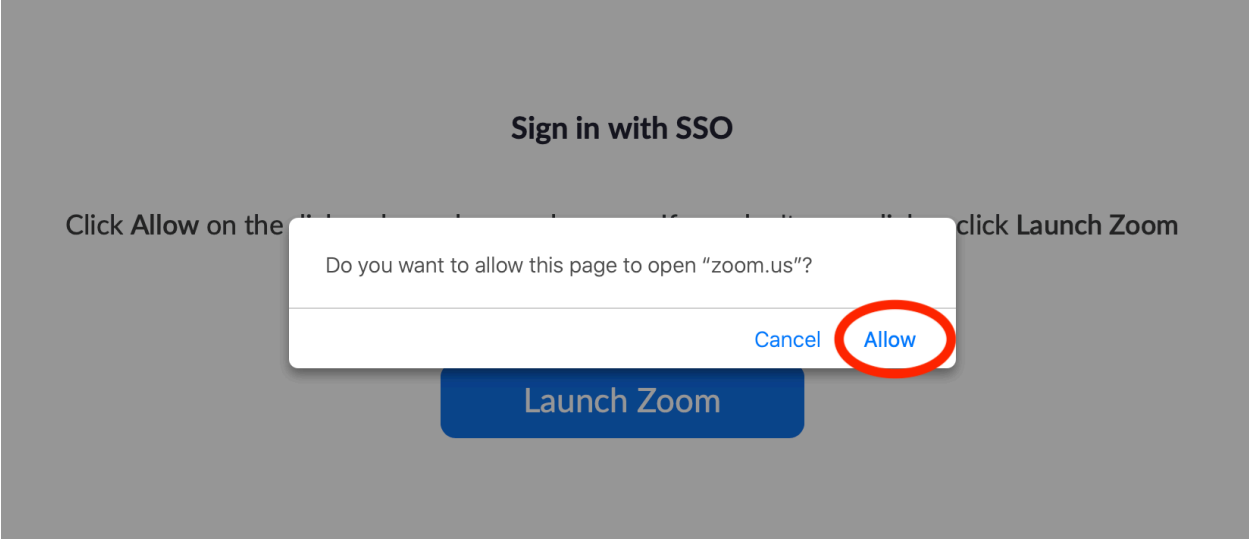 Sign in with SSO
Click Allow on the click Launch Zoom
Do you want to allow this page to open “zoom.us”?
Cancel Allow
Launch Zoom